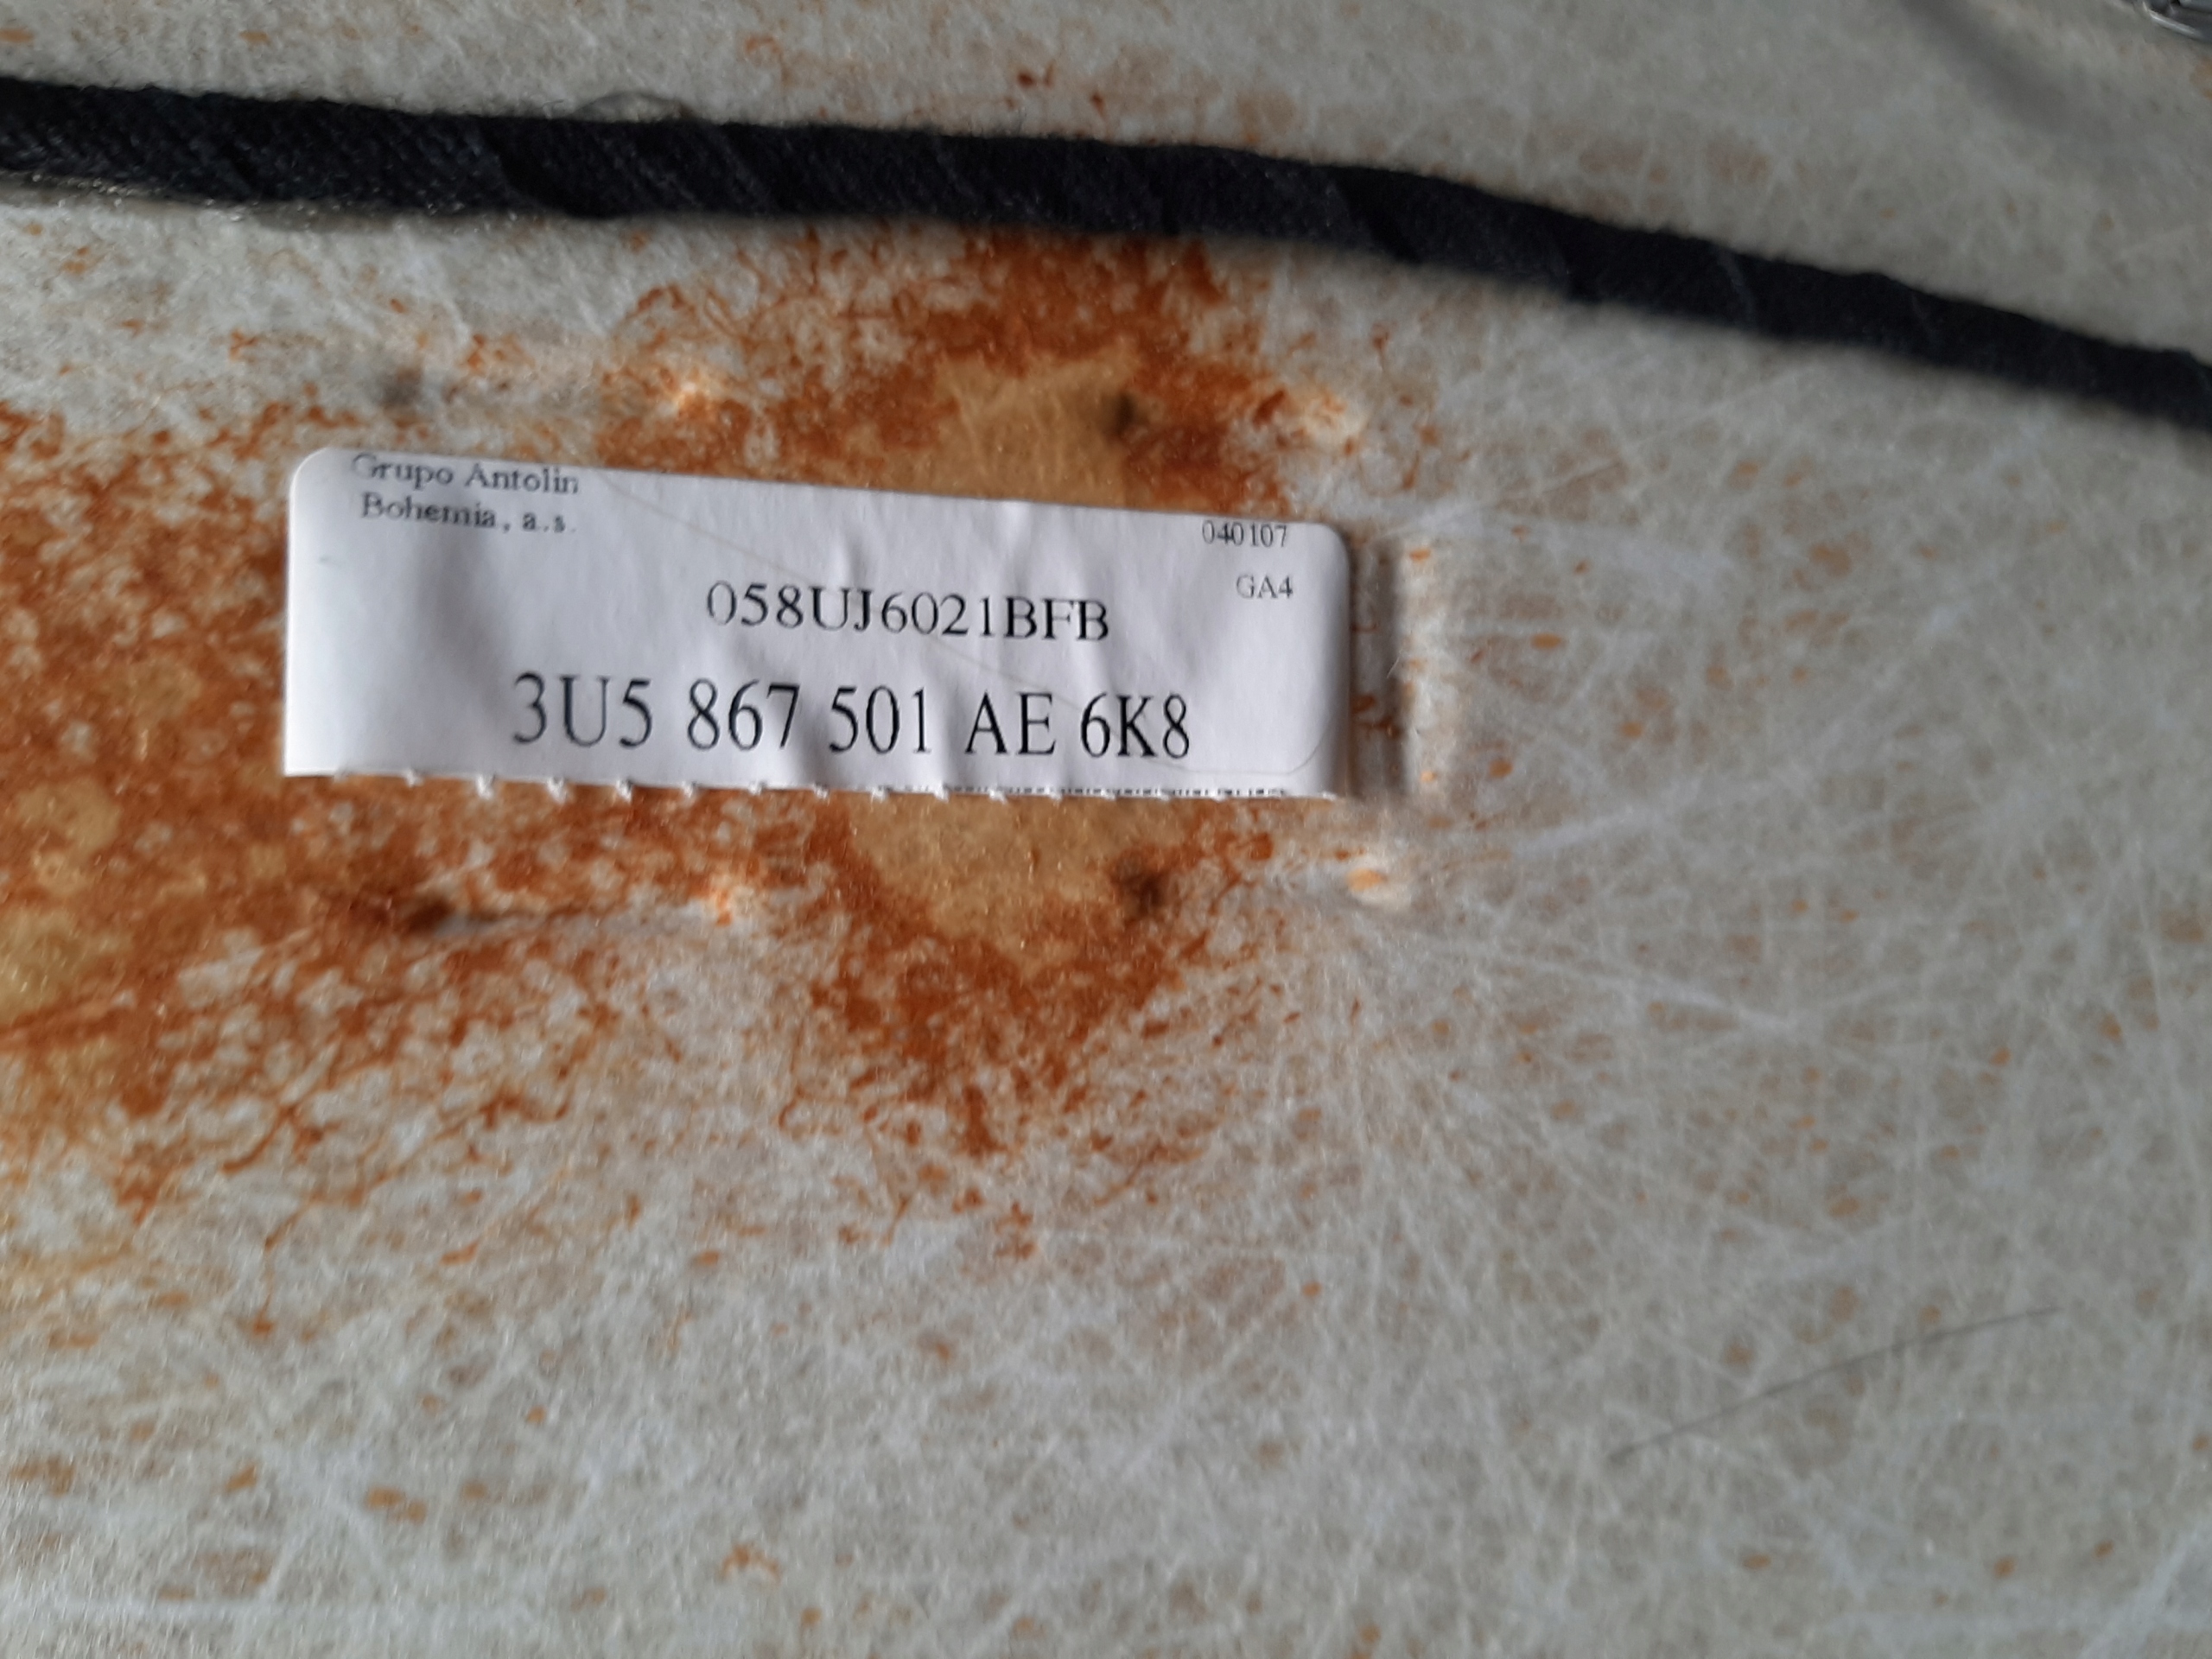 Grupo Antolin
Bohemia, a.s.
040107
GA4
058UJ6021BFB
3U5 867 501 AE 6K8